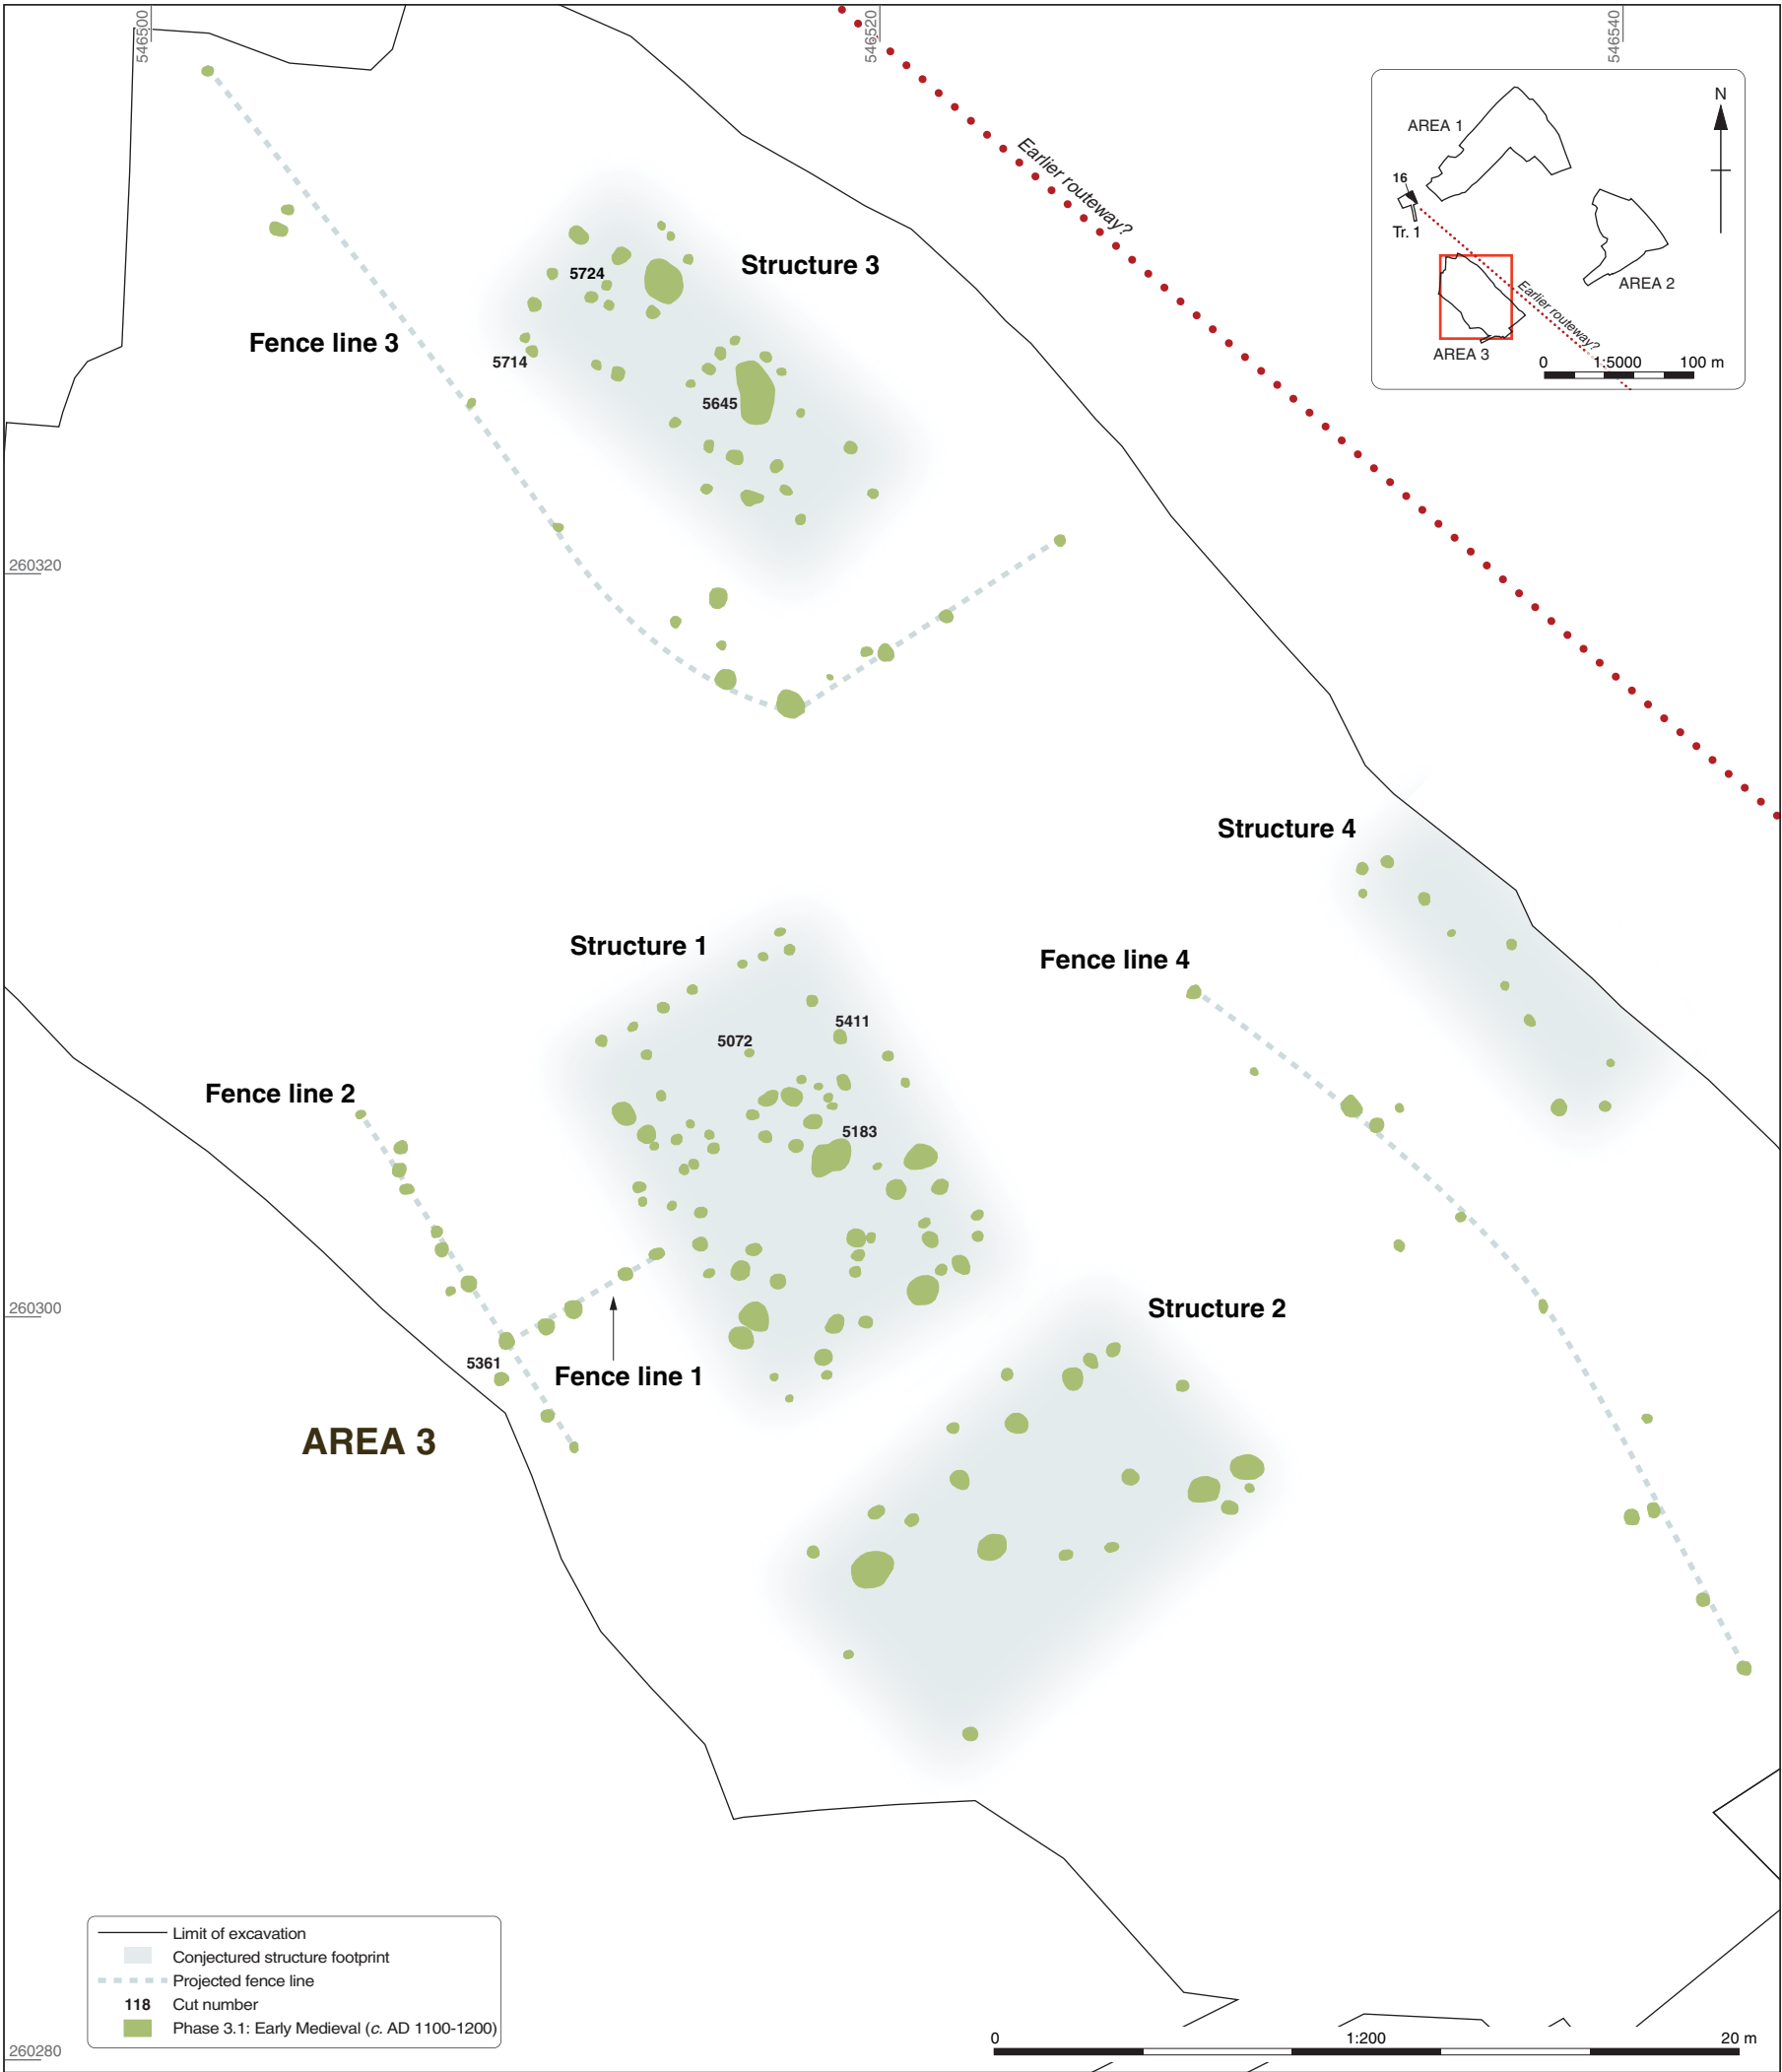 546500
546520
546540
Earlier routeway?
N
AREA 1
16
Tr. 1
AREA 2
Earlier routeway?
AREA 3
0 1:5000 100 m
Structure 3
5724
Fence line 3
5714
5645
260320
Structure 4
Structure 1
Fence line 4
5411
5072
Fence line 2
5183
260300
Structure 2
5361
Fence line 1
AREA 3
Limit of excavation
Conjectured structure footprint
Projected fence line
118 Cut number
Phase 3.1: Early Medieval (c. AD 1100-1200)
0 1:200 20 m
260280